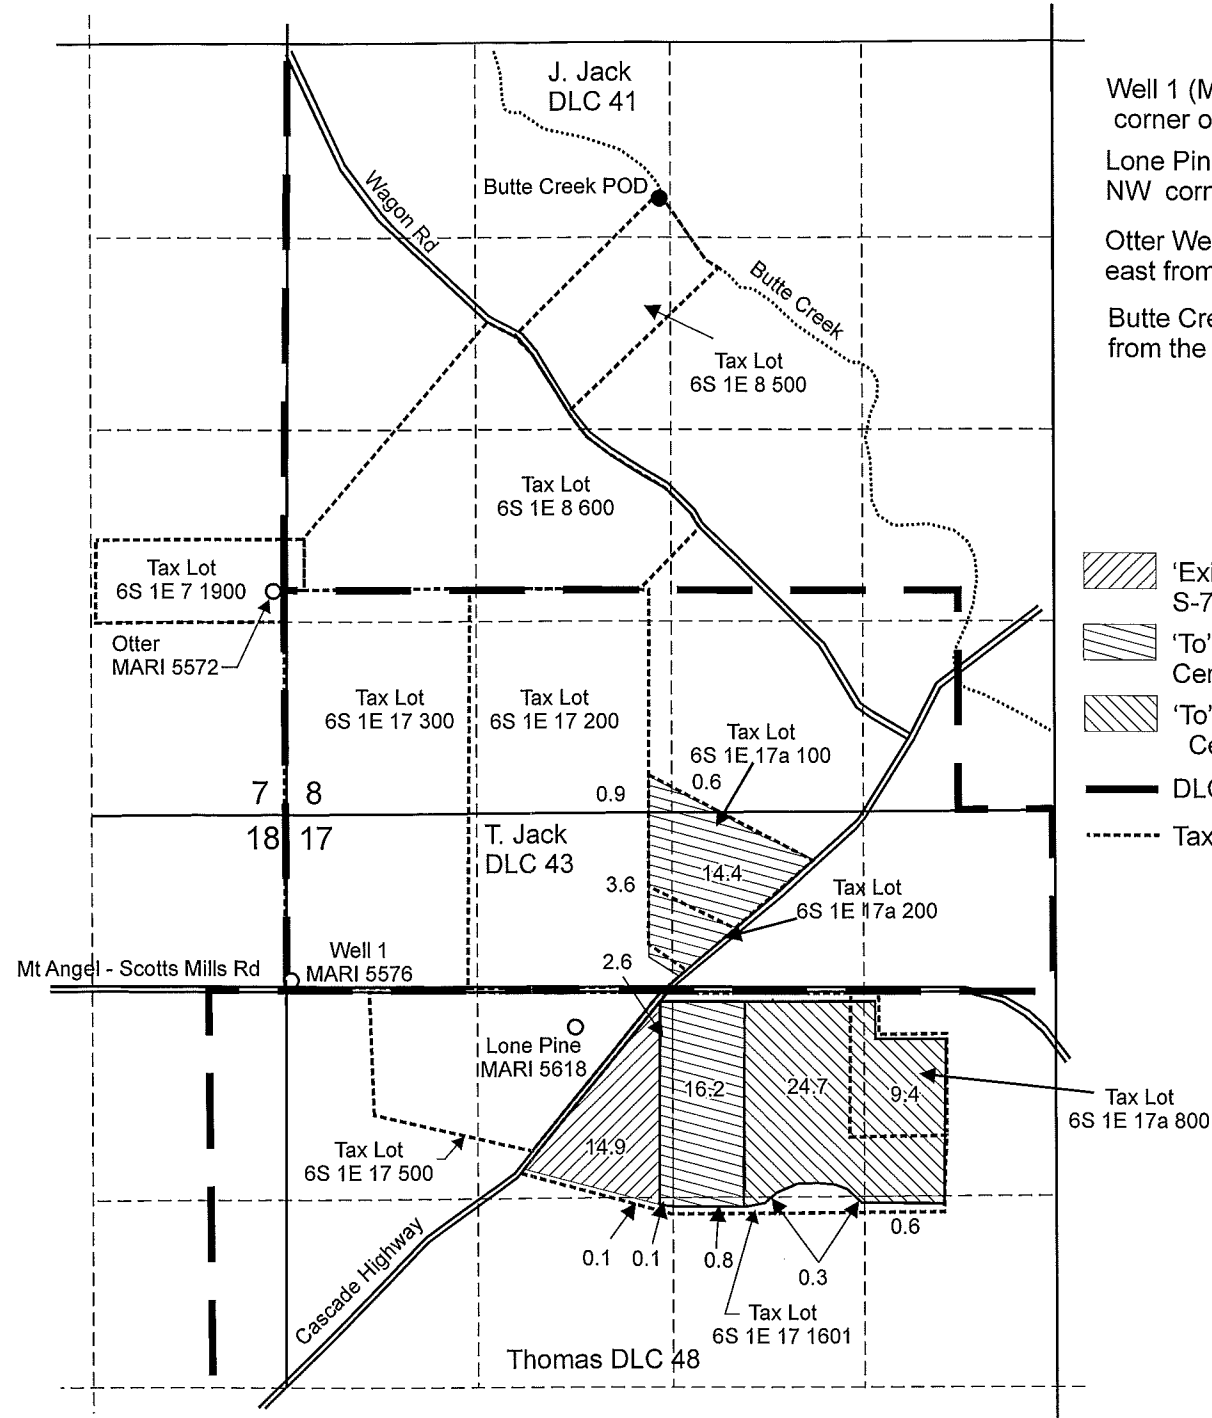 J. Jack
DLC 41
Well 1 (M
corner o
Lone Pin
NW corn
Otter We
east from
Butte Cre
from the
Wagon Rd
Butte Creek POD
Butte Creek
Tax Lot
6S 1E 8 500
Tax Lot
6S 1E 8 600
Tax Lot
6S 1E 7 1900
Otter
MARI 5572
'Exi
S-7
'To'
Cer
'To'
Ce
DLC
Tax
Tax Lot
6S 1E 17 300
Tax Lot
6S 1E 17 200
Tax Lot
6S 1E 17a 100
0.6
0.9
7 8
18 17
T. Jack
DLC 43
14.4
3.6
Tax Lot
6S 1E 17a 200
Well 1
MARI 5576
Mt Angel - Scotts Mills Rd
2.6
Lone Pine
MARI 5618
16.2
24.7
9.4
Tax Lot
6S 1E 17a 800
14.9
Tax Lot
6S 1E 17 500
0.1
0.1
0.8
0.3
0.6
Cascade Highway
Tax Lot
6S 1E 17 1601
Thomas DLC 48